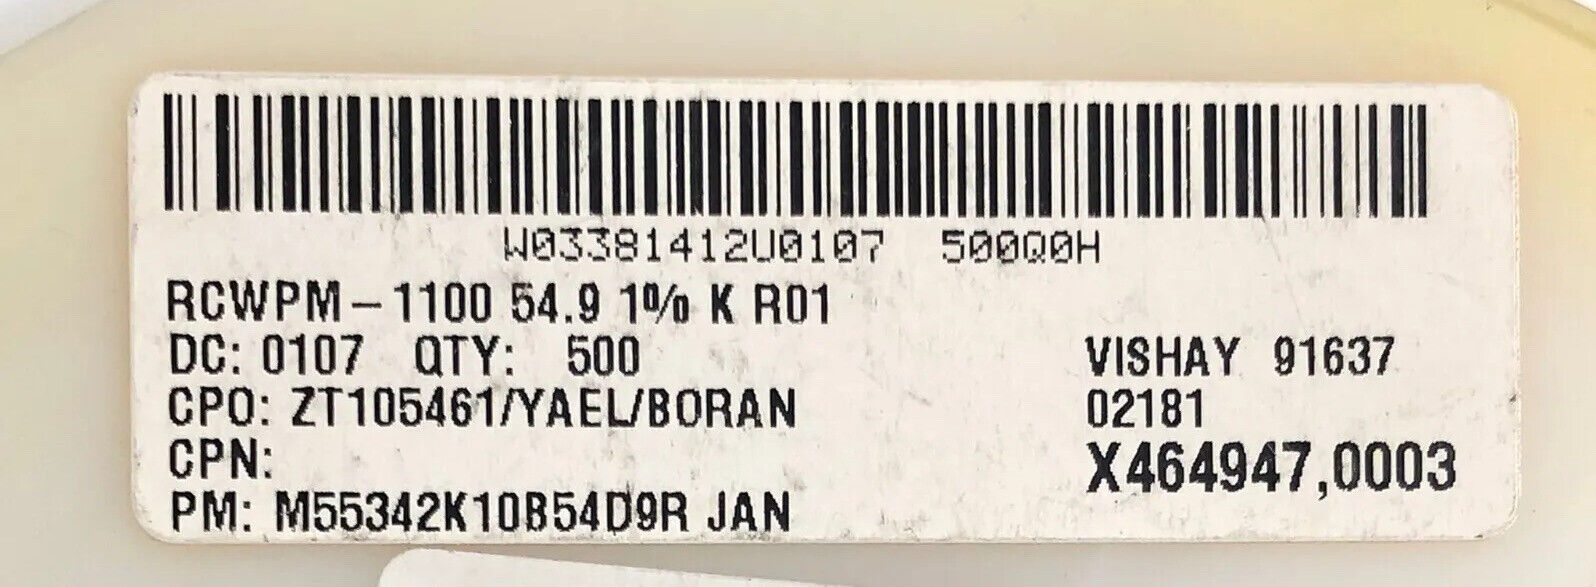 W03381412U0107 500Q0H
RCWPM-1100 54.9 1% K R01
DC: 0107 QTY: 500
VISHAY 91637
CPO: ZT105461/YAEL/BORAN
02181
CPN:
X464947,0003
PM: M55342K10B54D9R JAN